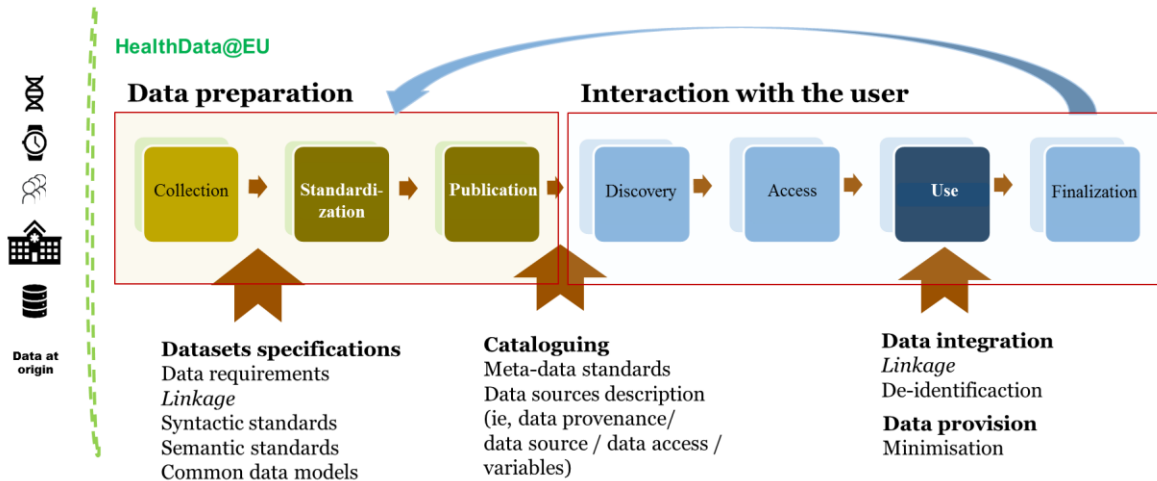 HealthData@EU
Data preparation
Interaction with the user
Collection
Standardi-
zation
Publication
Discovery
Access
Use
Finalization
Data at
origin
Datasets specifications
Data requirements
Linkage
Syntactic standards
Semantic standards
Common data models
Cataloguing
Meta-data standards
Data sources description
(ie, data provenance/
data source / data access /
variables)
Data integration
Linkage
De-identificaction
Data provision
Minimisation